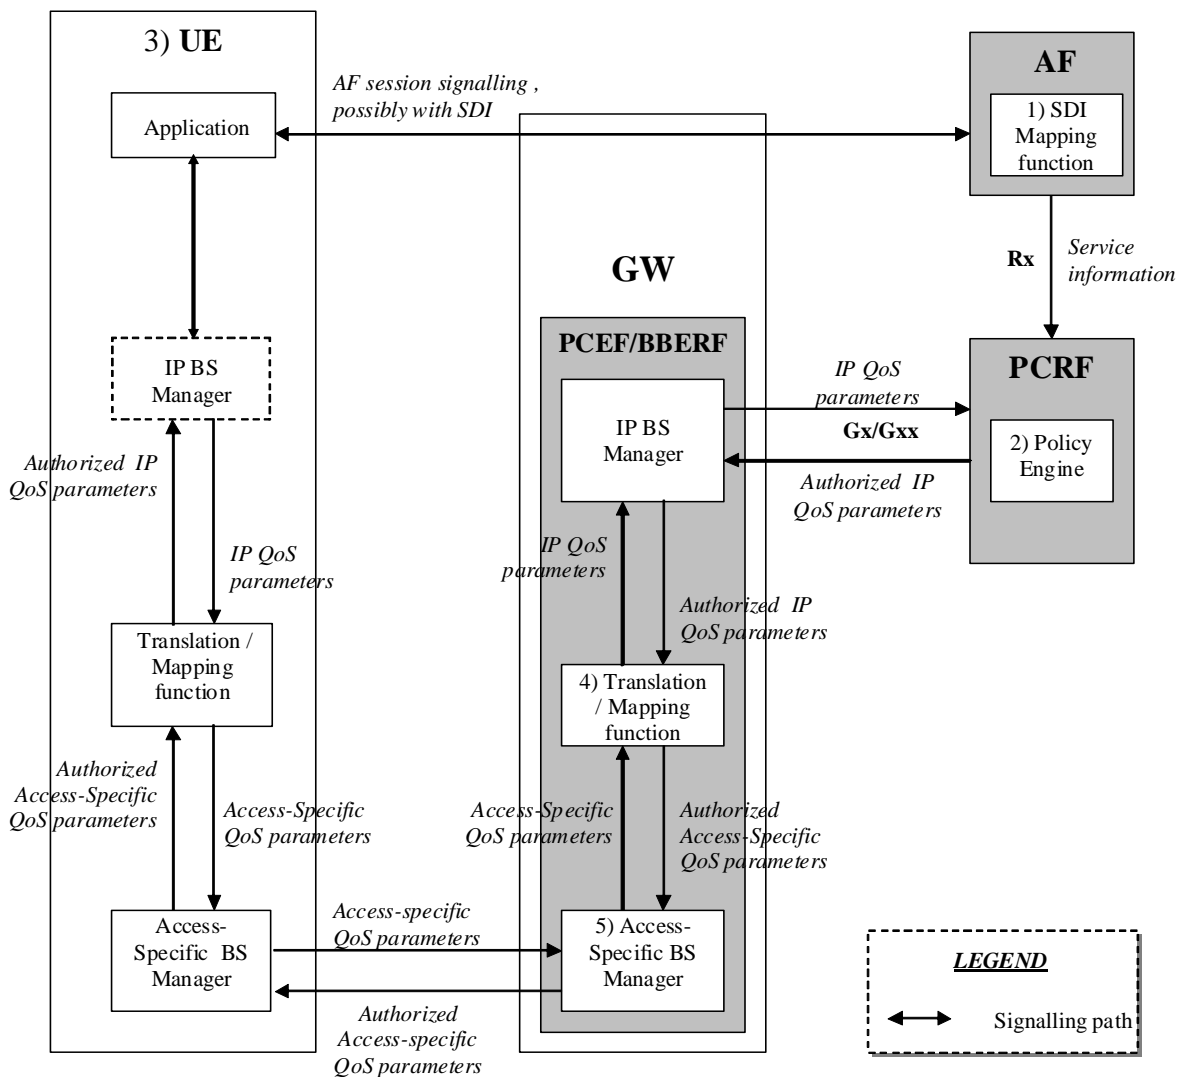 3) UE
Application
AF session signalling ,
possibly with SDI
AF
1) SDI
Mapping
function
Rx
Service
information
GW
PCEF/BBERF
IP BS
Manager
IP BS
Manager
IP QoS
parameters
Gx/Gxx
Authorized IP
QoS parameters
PCRF
2) Policy
Engine
Authorized IP
QoS parameters
IP QoS
parameters
IP QoS
parameters
Authorized IP
QoS parameters
Translation /
Mapping
function
4) Translation
/ Mapping
function
Authorized
Access-Specific
QoS parameters
Access-Specific
QoS parameters
Access-Specific
QoS parameters
Authorized
Access-Specific
QoS parameters
Access-
Specific BS
Manager
Access-specific
QoS parameters
Authorized
Access-specific
QoS parameters
5) Access-
Specific BS
Manager
LEGEND
Signalling path